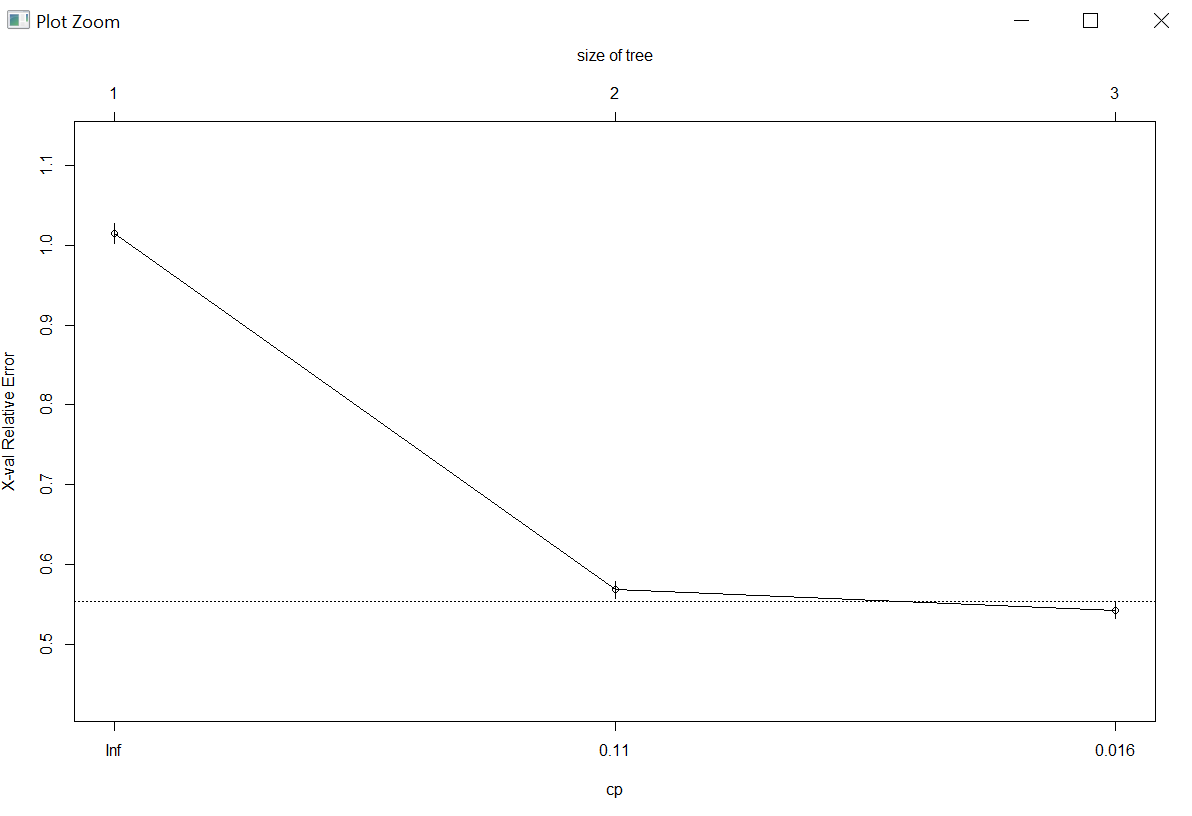 Plot Zoom
size of tree
1 2 3
X-val Relative Error
1.1
1.0
0.9
0.8
0.7
0.6
0.5
Inf 0.11 0.016
cp